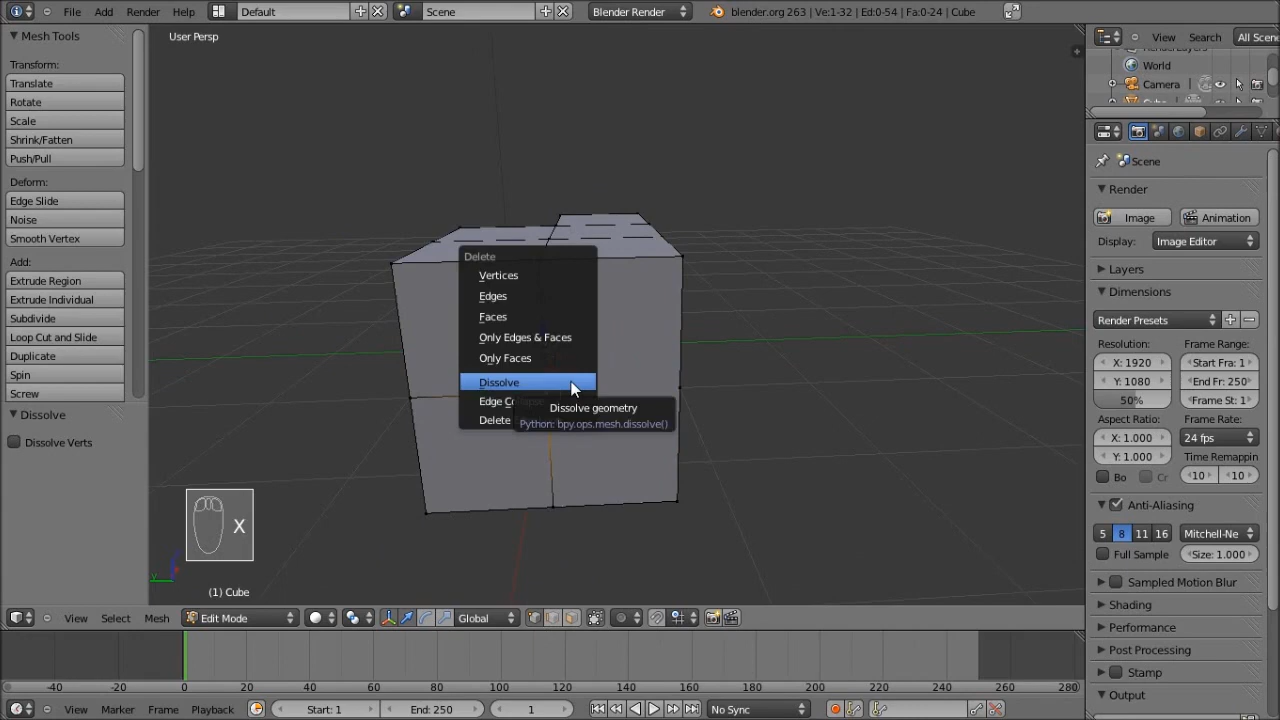 File Add Render Help Default Scene Blender Render blender.org 263 | Ve:1-32 | Ed:0-54 | Fa:0-24 | Cube
Mesh Tools
Transform:
Translate
Rotate
Scale
Shrink/Fatten
Push/Pull
Deform:
Edge Slide
Noise
Smooth Vertex
Add:
Extrude Region
Extrude Individual
Subdivide
Loop Cut and Slide
Duplicate
Spin
Screw
Dissolve
Dissolve Verts
User Persp
Delete
Vertices
Edges
Faces
Only Edges & Faces
Only Faces
Dissolve
Edge
Delete
Dissolve geometry
Python: bpy.ops.mesh.dissolve()
X
Y
(1) Cube
View Select Mesh Edit Mode Global
-40 -20 0 20 40 60 80 100 120 140 160 180 200 220 240 260 280
View Marker Frame Playback Start: 1 End: 250 1 No Sync
View Search All Scene
World
Camera
Scene
Render
Image Animation
Display: Image Editor
Layers
Dimensions
Render Presets
Resolution: Frame Range:
X: 1920 Start Fra: 1
Y: 1080 End Fr: 250
50% Frame St: 1
Aspect Ratio: Frame Rate:
X: 1.000 24 fps
Y: 1.000 Time Remappin
Bo Cr 10 10
Anti-Aliasing
5 8 11 16 Mitchell-Ne
Full Sample Size: 1.000
Sampled Motion Blur
Shading
Performance
Post Processing
Stamp
Output